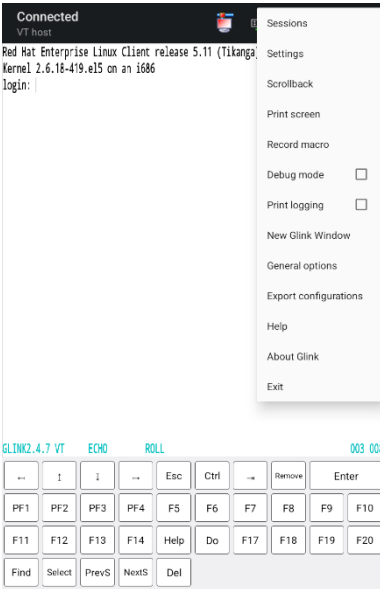 Connected
VT host
Red Hat Enterprise Linux Client release 5.11 (Tikanga)
Kernel 2.6.18-419.el5 on an i686
login:
Sessions
Settings
Scrollback
Print screen
Record macro
Debug mode
Print logging
New Glink Window
General options
Export configurations
Help
About Glink
Exit
GLINK2.4.7 VT ECHO ROLL 003 008
Esc Ctrl Remove Enter
PF1 PF2 PF3 PF4 F5 F6 F7 F8 F9 F10
F11 F12 F13 F14 Help Do F17 F18 F19 F20
Find Select PrevS NextS Del